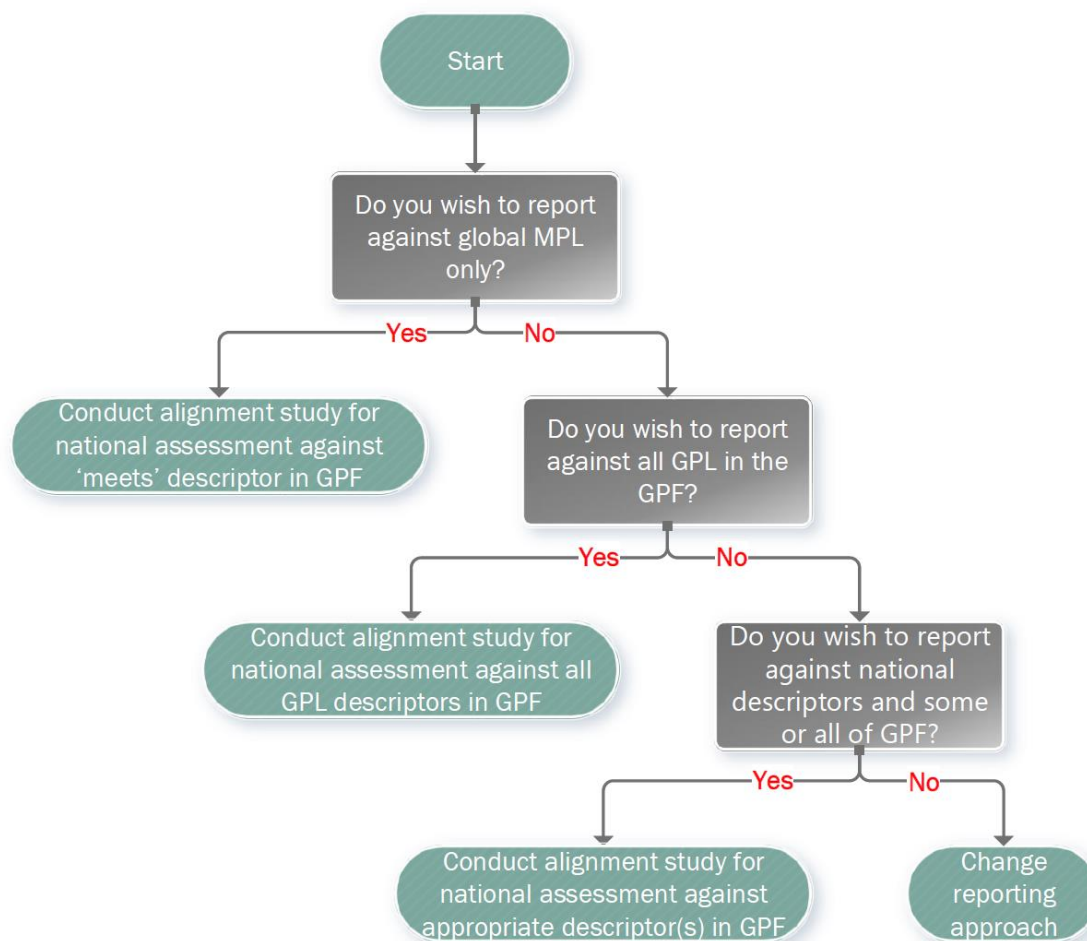 Start
Do you wish to report
against global MPL
only?
Yes
No
Conduct alignment study for
national assessment against
‘meets’ descriptor in GPF
Do you wish to report
against all GPL in the
GPF?
Yes
No
Conduct alignment study for
national assessment against all
GPL descriptors in GPF
Do you wish to report
against national
descriptors and some
or all of GPF?
Yes
No
Conduct alignment study for
national assessment against
appropriate descriptor(s) in GPF
Change
reporting
approach